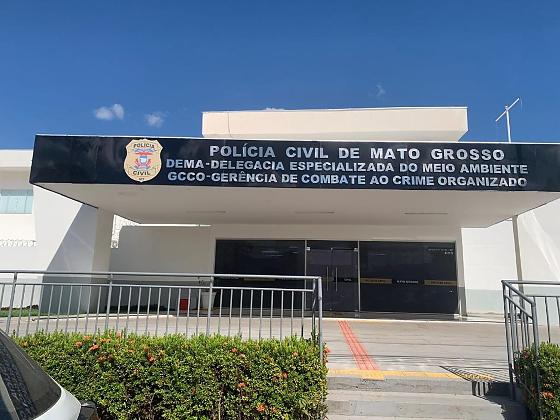 POLÍCIA CIVIL DE MATO GROSSO
DEMA-DELEGACIA ESPECIALIZADA DO MEIO AMBIENTE
GCCO-GERÊNCIA DE COMBATE AO CRIME ORGANIZADO
POLÍCIA
CIVIL